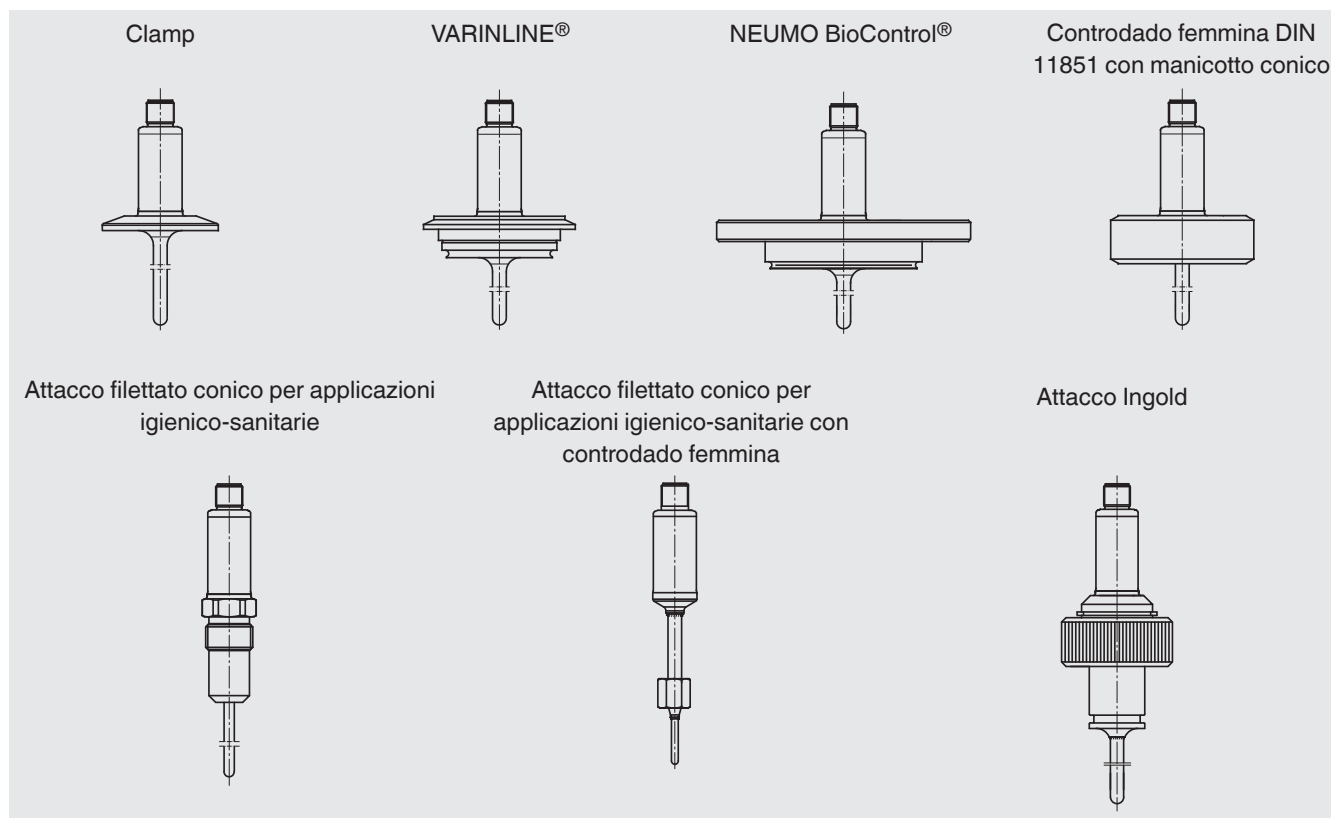 Clamp
VARINLINE®
NEUMO BioControl®
Controdado femmina DIN
11851 con manicotto conico
Attacco filettato conico per applicazioni
igienico-sanitarie
Attacco filettato conico per
applicazioni igienico-sanitarie con
controdado femmina
Attacco Ingold